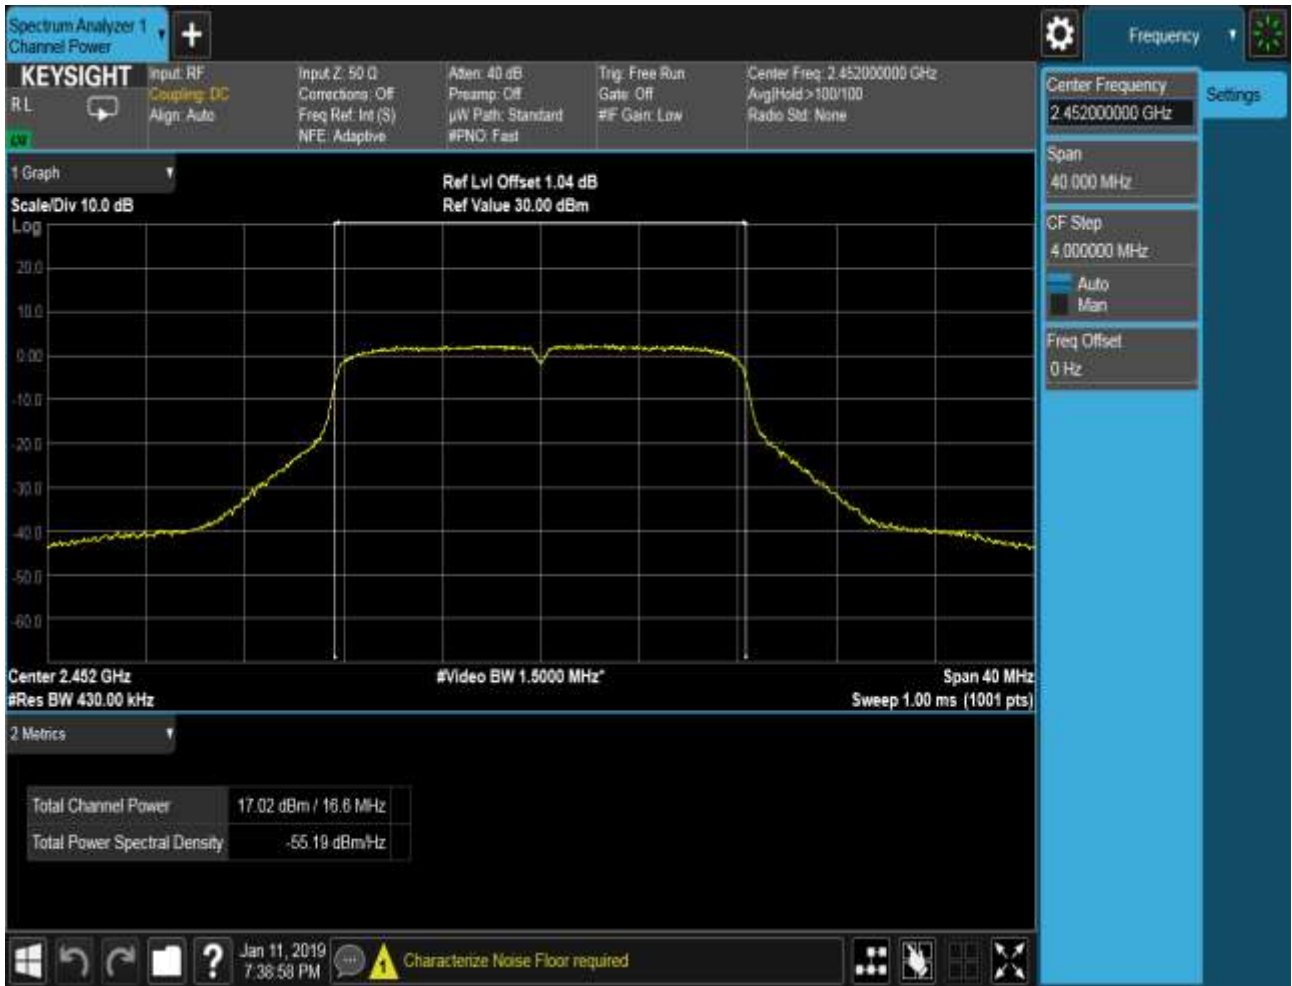 Spectrum Analyzer 1
Channel Power
+
Frequency
KEYSIGHT
R L
Input: RF
Coupling: DC
Align: Auto
Input Z: 50 Ω
Corrections: Off
Freq Ref: Int (S)
NFE: Adaptive
Atten: 40 dB
Preamp: Off
µW Path: Standard
#PNO: Fast
Trig: Free Run
Gate: Off
#IF Gain: Low
Center Freq: 2.452000000 GHz
Avg|Hold:>100/100
Radio Std: None
Center Frequency
2.452000000 GHz
Settings
Span
40.000 MHz
CF Step
4.000000 MHz
Auto
Man
Freq Offset
0 Hz
1 Graph
Scale/Div 10.0 dB
Ref Lvl Offset 1.04 dB
Ref Value 30.00 dBm
Log
20.0
10.0
0.00
-10.0
-20.0
-30.0
-40.0
-50.0
-60.0
Center 2.452 GHz
#Video BW 1.5000 MHz*
Span 40 MHz
#Res BW 430.00 kHz
Sweep 1.00 ms (1001 pts)
2 Metrics
Total Channel Power 17.02 dBm / 16.6 MHz
Total Power Spectral Density -55.19 dBm/Hz
?
Jan 11, 2019
7:38:58 PM
1
Characterize Noise Floor required